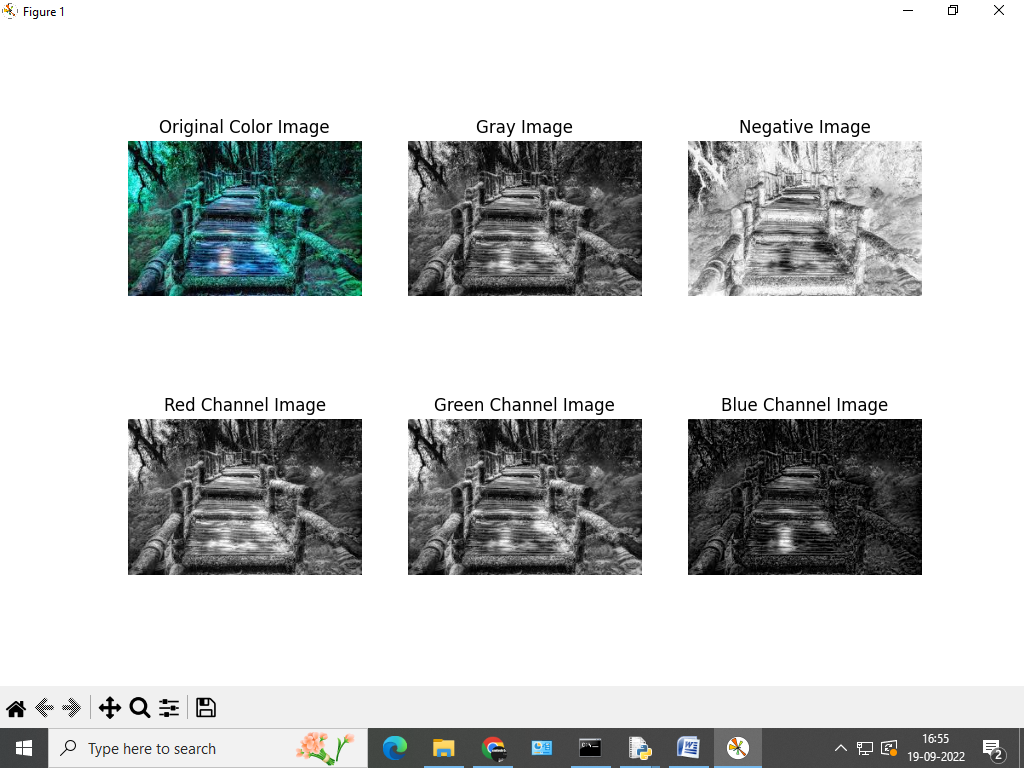 Figure 1
Original Color Image
Gray Image
Negative Image
Red Channel Image
Green Channel Image
Blue Channel Image
Type here to search
16:55
19-09-2022
2